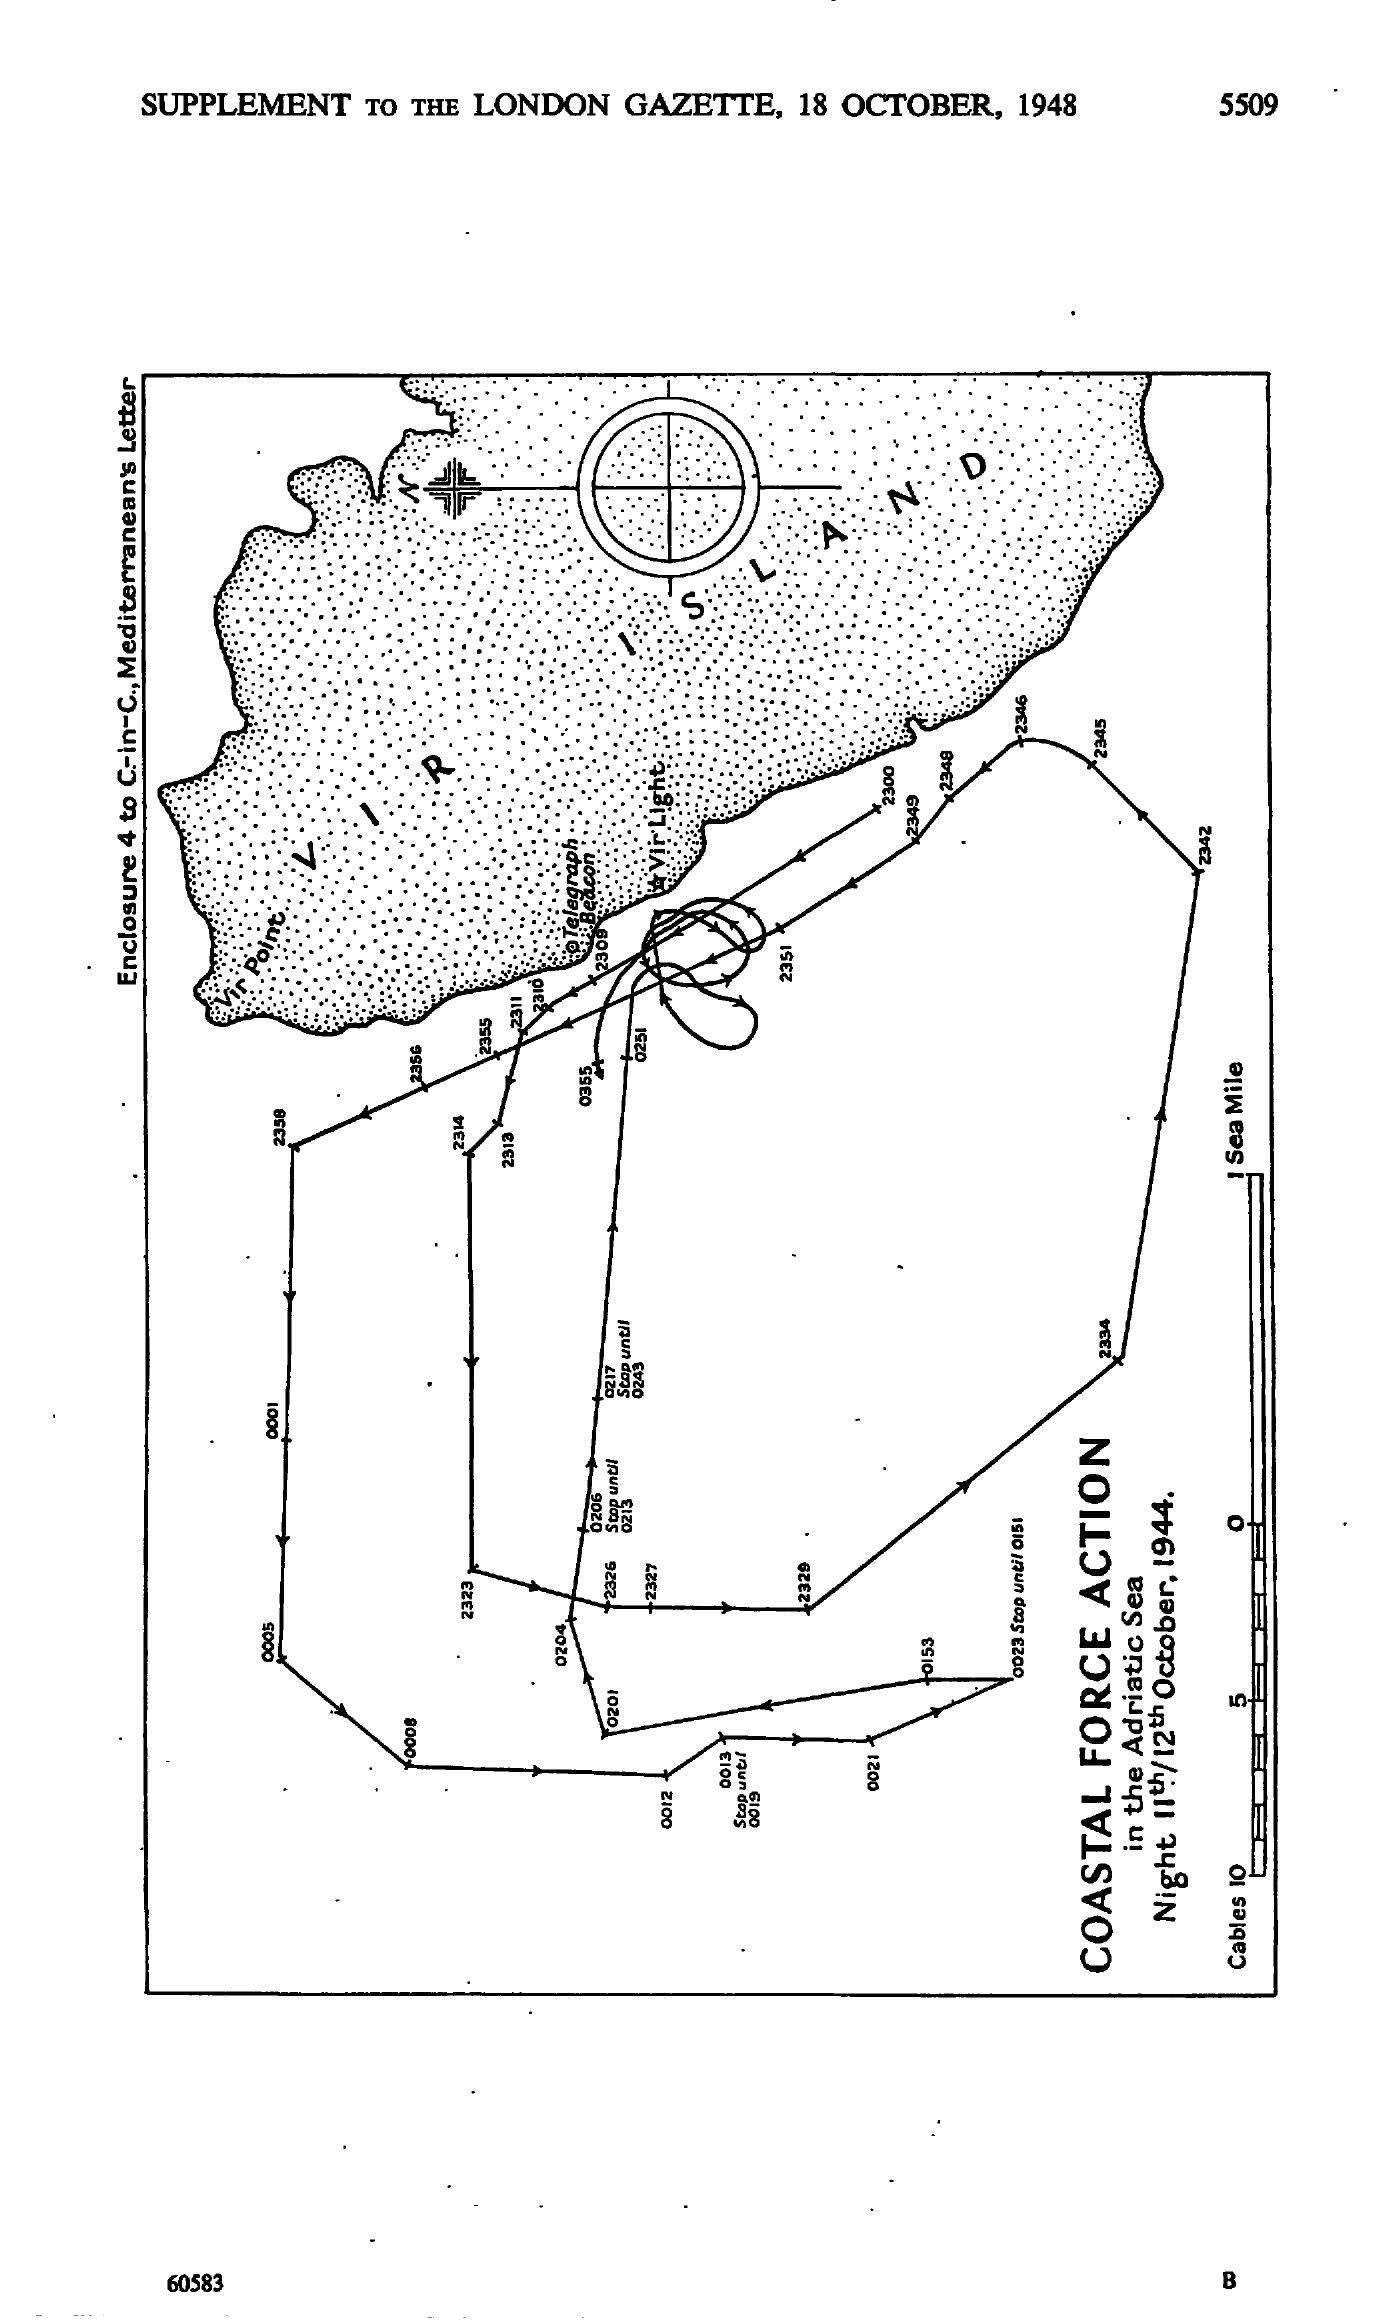 SUPPLEMENT TO THE LONDON GAZETTE, 18 OCTOBER, 1948 5509
Enclosure 4 to C.-in-C., Mediterranean's Letter
N
VIR ISLAND
Vir Point
Telegraph
Beacon
Vir Light
2300
2309
2310
2311
2313
2314
2323
2326
2327
2329
2334
2342
2345
2346
2348
2349
2351
2355
2356
2358
0001
0005
0008
0012
0013
Stop until
0019
0021
0023 Stop until 0151
0153
0201
0204
0206
Stop until
0213
0217
Stop until
0243
0251
0355
COASTAL FORCE ACTION
in the Adriatic Sea
Night 11th/12th October, 1944.
Cables 10 5 0 1 Sea Mile
60583 B